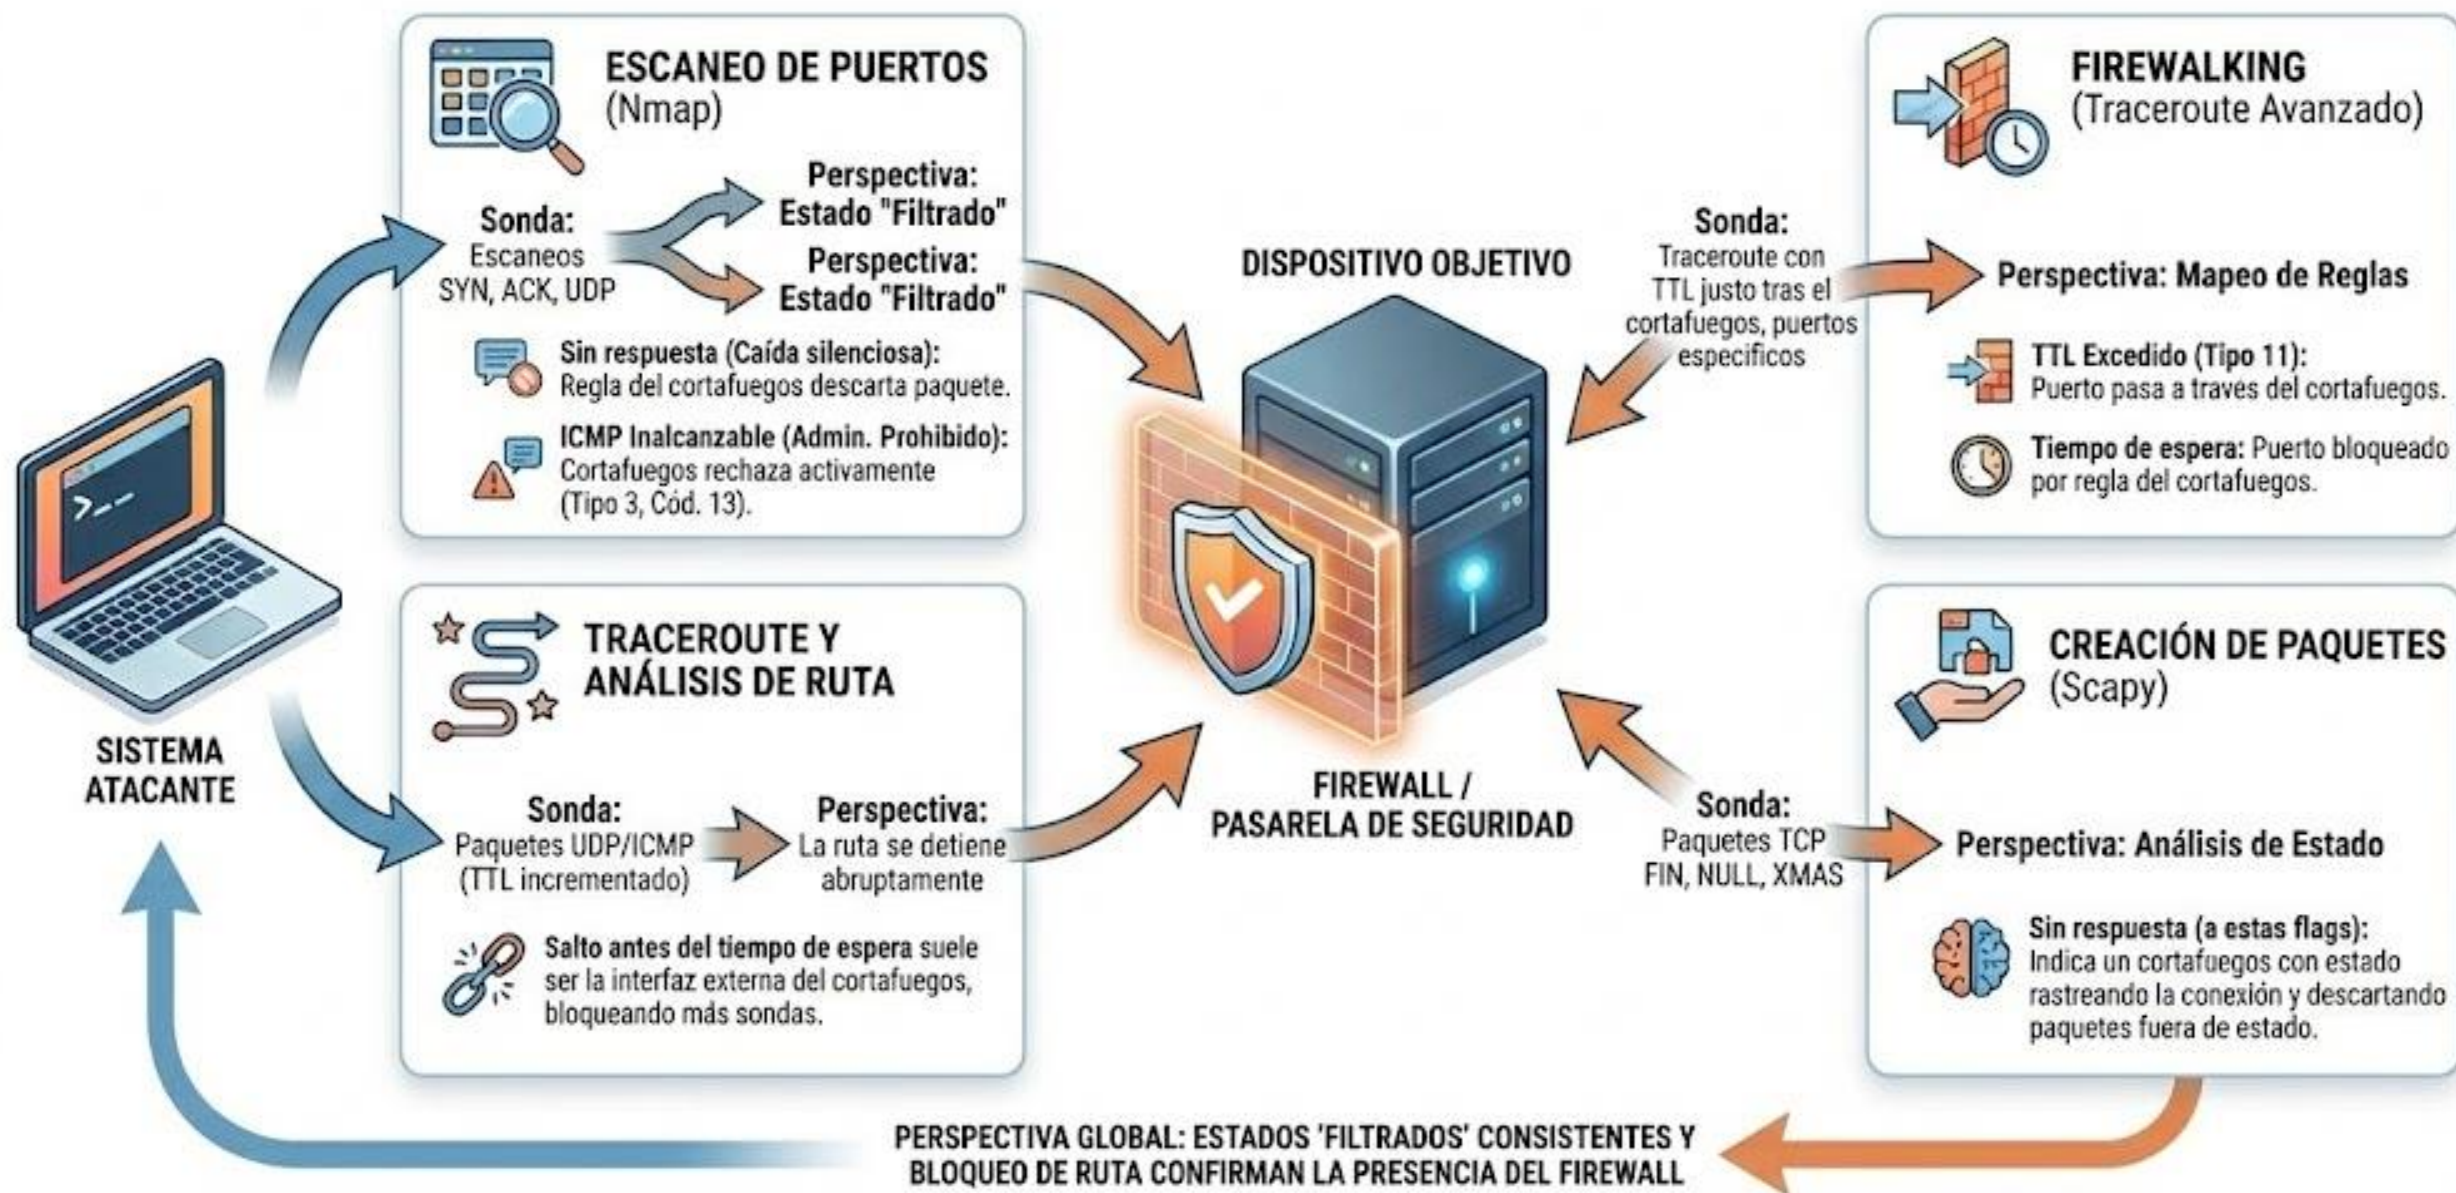 ESCANEO DE PUERTOS
(Nmap)
Sonda:
Escaneos
SYN, ACK, UDP
Perspectiva:
Estado "Filtrado"
Perspectiva:
Estado "Filtrado"
Sin respuesta (Caída silenciosa):
Regla del cortafuegos descarta paquete.
ICMP Inalcanzable (Admin. Prohibido):
Cortafuegos rechaza activamente
(Tipo 3, Cód. 13).
SISTEMA
ATACANTE
TRACEROUTE Y
ANÁLISIS DE RUTA
Sonda:
Paquetes UDP/ICMP
(TTL incrementado)
Perspectiva:
La ruta se detiene
abruptamente
Salto antes del tiempo de espera suele
ser la interfaz externa del cortafuegos,
bloqueando más sondas.
DISPOSITIVO OBJETIVO
FIREWALL /
PASARELA DE SEGURIDAD
FIREWALKING
(Traceroute Avanzado)
Sonda:
Traceroute con
TTL justo tras el
cortafuegos, puertos
especificos
Perspectiva: Mapeo de Reglas
TTL Excedido (Tipo 11):
Puerto pasa a través del cortafuegos.
Tiempo de espera: Puerto bloqueado
por regla del cortafuegos.
CREACIÓN DE PAQUETES
(Scapy)
Sonda:
Paquetes TCP
FIN, NULL, XMAS
Perspectiva: Análisis de Estado
Sin respuesta (a estas flags):
Indica un cortafuegos con estado
rastreando la conexión y descartando
paquetes fuera de estado.
PERSPECTIVA GLOBAL: ESTADOS 'FILTRADOS' CONSISTENTES Y
BLOQUEO DE RUTA CONFIRMAN LA PRESENCIA DEL FIREWALL